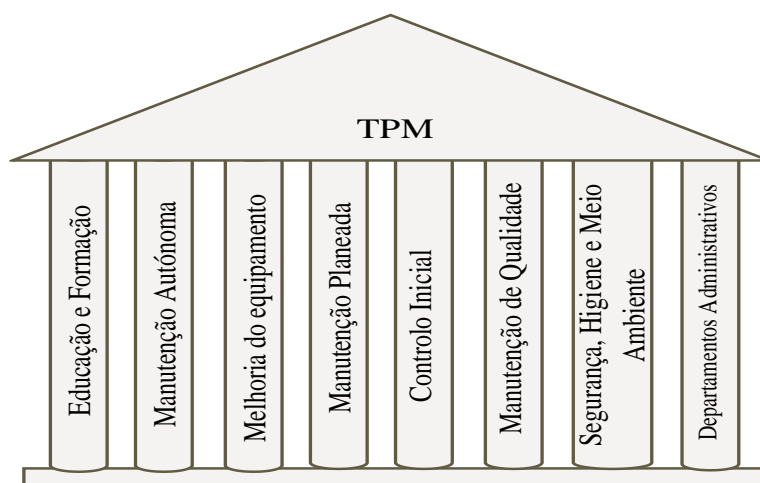 TPM
Educação e Formação
Manutenção Autónoma
Melhoria do equipamento
Manutenção Planeada
Controlo Inicial
Manutenção de Qualidade
Segurança, Higiene e Meio
Ambiente
Departamentos Administrativos